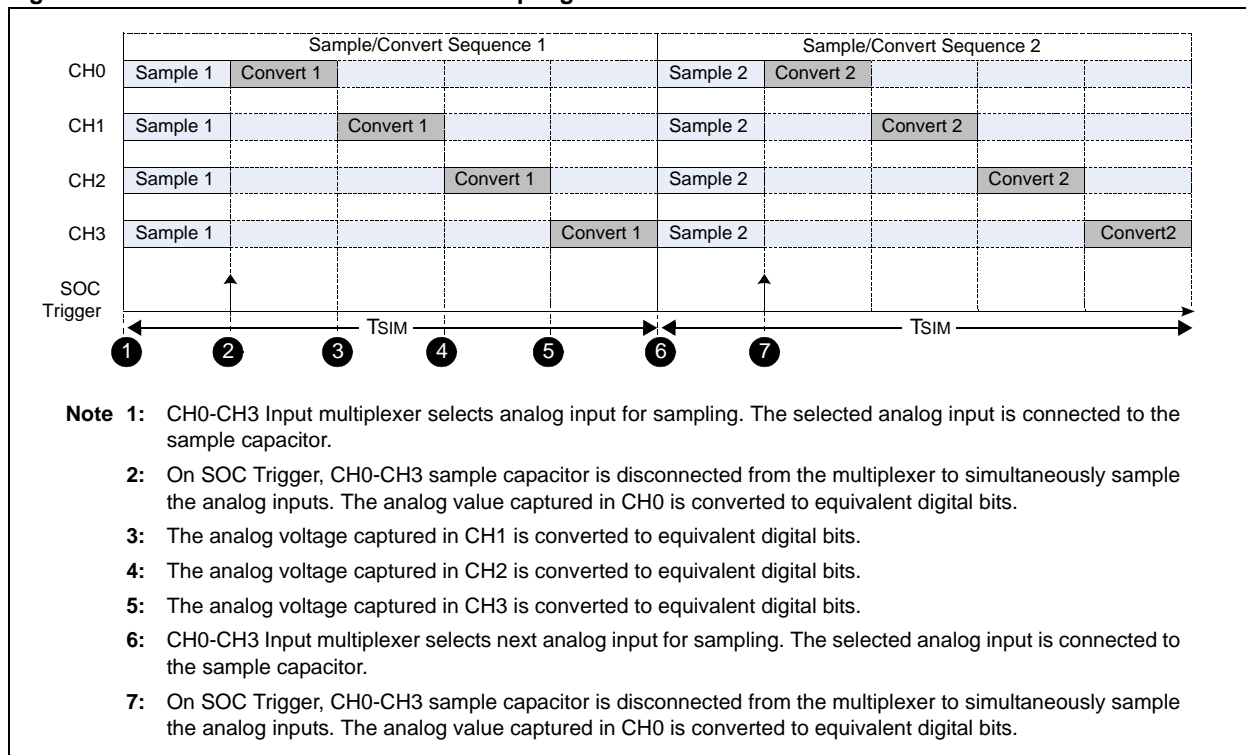 Sample/Convert Sequence 1 Sample/Convert Sequence 2
CH0 Sample 1 Convert 1 Sample 2 Convert 2
CH1 Sample 1 Convert 1 Sample 2 Convert 2
CH2 Sample 1 Convert 1 Sample 2 Convert 2
CH3 Sample 1 Convert 1 Sample 2 Convert2
SOC
Trigger
TSIM TSIM
1 2 3 4 5 6 7
Note 1: CH0-CH3 Input multiplexer selects analog input for sampling. The selected analog input is connected to the
sample capacitor.
2: On SOC Trigger, CH0-CH3 sample capacitor is disconnected from the multiplexer to simultaneously sample
the analog inputs. The analog value captured in CH0 is converted to equivalent digital bits.
3: The analog voltage captured in CH1 is converted to equivalent digital bits.
4: The analog voltage captured in CH2 is converted to equivalent digital bits.
5: The analog voltage captured in CH3 is converted to equivalent digital bits.
6: CH0-CH3 Input multiplexer selects next analog input for sampling. The selected analog input is connected to
the sample capacitor.
7: On SOC Trigger, CH0-CH3 sample capacitor is disconnected from the multiplexer to simultaneously sample
the analog inputs. The analog value captured in CH0 is converted to equivalent digital bits.